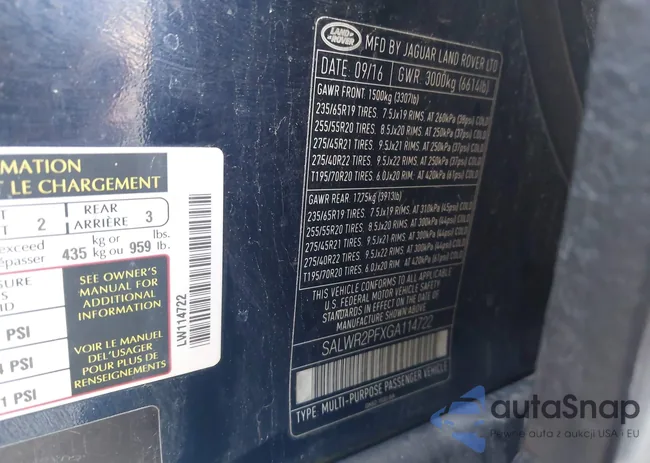 MATION
T LE CHARGEMENT
2
REAR
ARRIÈRE 3
exceed
épasser 435 kg or
kg ou 959 lbs.
lb.
SURE
PSI
PSI
1 PSI
SEE OWNER'S
MANUAL FOR
ADDITIONAL
INFORMATION
VOIR LE MANUEL
DE L'USAGER
POUR PLUS DE
RENSEIGNEMENTS
LW114722
LAND
ROVER
MFD BY JAGUAR LAND ROVER LTD
DATE: 09/16 GWR: 3000kg (6614lb)
GAWR FRONT 1500kg (3307lb)
235/65R19 TIRES. 7.5Jx19 RIMS. AT 260kPa (38psi) COLD
255/55R20 TIRES. 8.5Jx20 RIMS. AT 250kPa (37psi) COLD
275/45R21 TIRES. 9.5Jx21 RIMS. AT 250kPa (37psi) COLD
275/40R22 TIRES. 9.5Jx22 RIMS. AT 250kPa (37psi) COLD
T195/70R20 TIRES. 6.0Jx20 RIM. AT 420kPa (61psi) COLD
GAWR REAR 1775kg (3913lb)
235/65R19 TIRES. 7.5Jx19 RIMS. AT 310kPa (45psi) COLD
255/55R20 TIRES. 8.5Jx20 RIMS. AT 300kPa (44psi) COLD
275/45R21 TIRES. 9.5Jx21 RIMS. AT 300kPa (44psi) COLD
275/40R22 TIRES. 9.5Jx22 RIMS. AT 300kPa (44psi) COLD
T195/70R20 TIRES. 6.0Jx20 RIM. AT 420kPa (61psi) COLD
THIS VEHICLE CONFORMS TO ALL APPLICABLE
U.S. FEDERAL MOTOR VEHICLE SAFETY STANDARDS
IN EFFECT ON THE DATE OF MANUFACTURE SHOWN ABOVE
SALWR2PFXGA114722
TYPE: MULTI-PURPOSE PASSENGER VEHICLE
autaSnap
Pewne auta z aukcji USA i EU